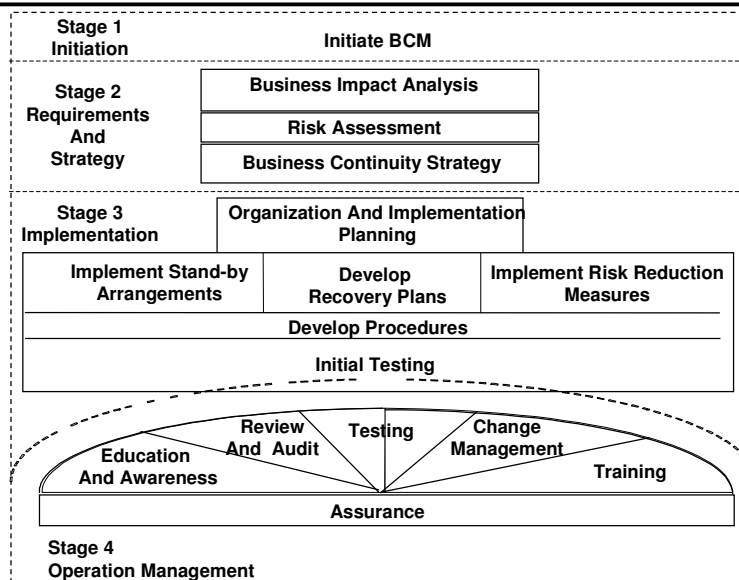 Stage 1
Initiation
Initiate BCM
Stage 2
Requirements
And
Strategy
Business Impact Analysis
Risk Assessment
Business Continuity Strategy
Stage 3
Implementation
Organization And Implementation
Planning
Implement Stand-by
Arrangements
Develop
Recovery Plans
Implement Risk Reduction
Measures
Develop Procedures
Initial Testing
Education
And Awareness
Review
And Audit
Testing
Change
Management
Training
Assurance
Stage 4
Operation Management